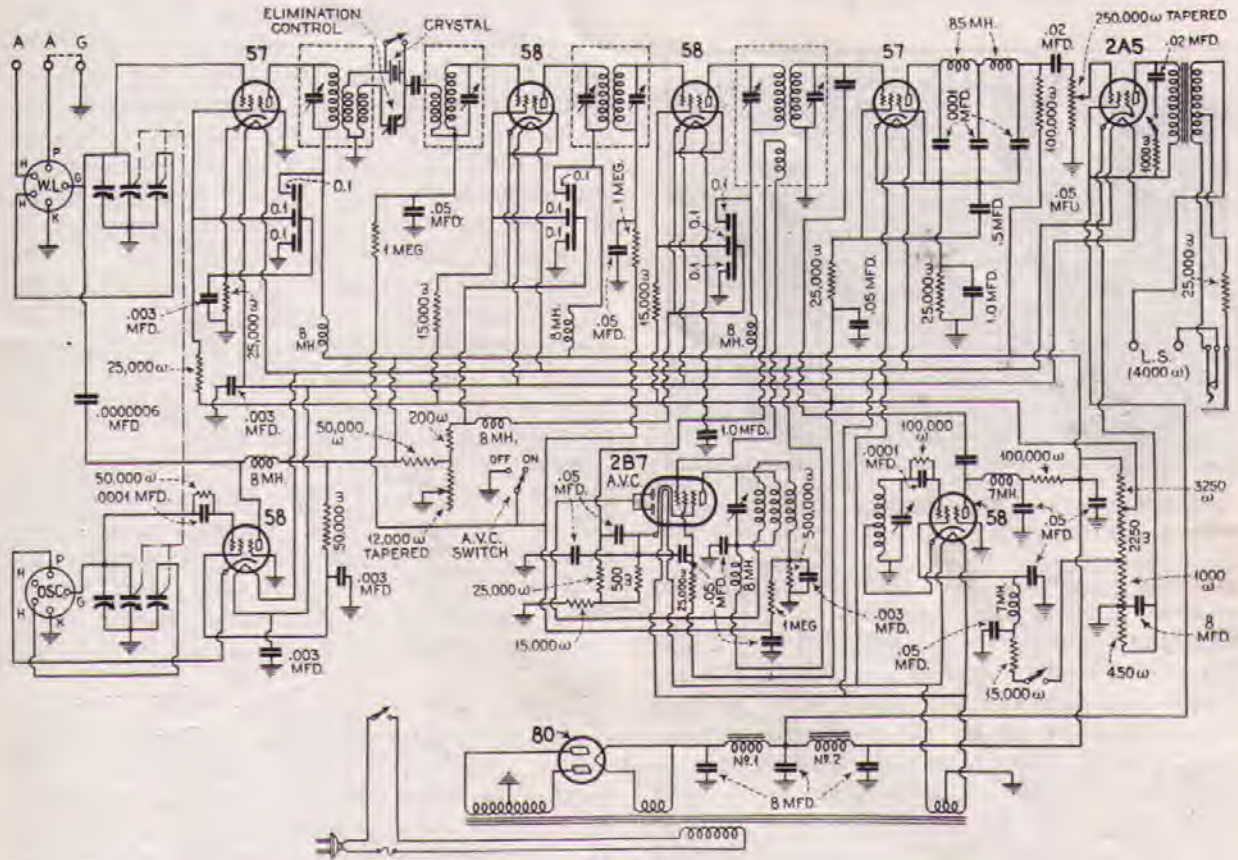 ELIMINATION
CONTROL
CRYSTAL
85 MH.
.02
MFD.
250,000 ω TAPERED
2A5
.02 MFD.
A A G
57
58
58
57
H P
W.L
G
H K
.0001
MFD.
100,000 ω
1000
ω
0.1
0.1
0.1
.05
MFD.
1 MEG.
0.1
0.1
0.1
1 MEG.
0.1
0.1
0.1
.05
MFD.
.5 MFD.
.003
MFD.
25,000 ω
8
MH.
15,000 ω
8 MH.
.05
MFD.
15,000 ω
8
MH.
25,000 ω
.05 MFD.
25,000 ω
1.0 MFD.
25,000 ω
L.S.
(4000 ω)
25,000 ω
.0000006
MFD
.003
MFD.
50,000
ω
200 ω
8 MH.
1.0 MFD.
100,000
ω
.0001
MFD.
100,000 ω
50,000 ω
.0001 MFD.
8 MH.
58
OFF ON
.05
MFD.
2B7
A.V.C.
500,000 ω
7MH.
58
.05
MFD.
3250
ω
2250
ω
1000
ω
50,000 ω
12,000 ω
TAPERED
A.V.C.
SWITCH
H P
OSC
G
H K
.003
MFD.
25,000 ω
500
ω
25,000 ω
.05
MFD.
8 MH.
1 MEG
.003
MFD.
7MH.
.05
MFD.
8
MFD.
.003
MFD.
15,000 ω
15,000 ω
450 ω
80
Nº.1
Nº.2
8 MFD.